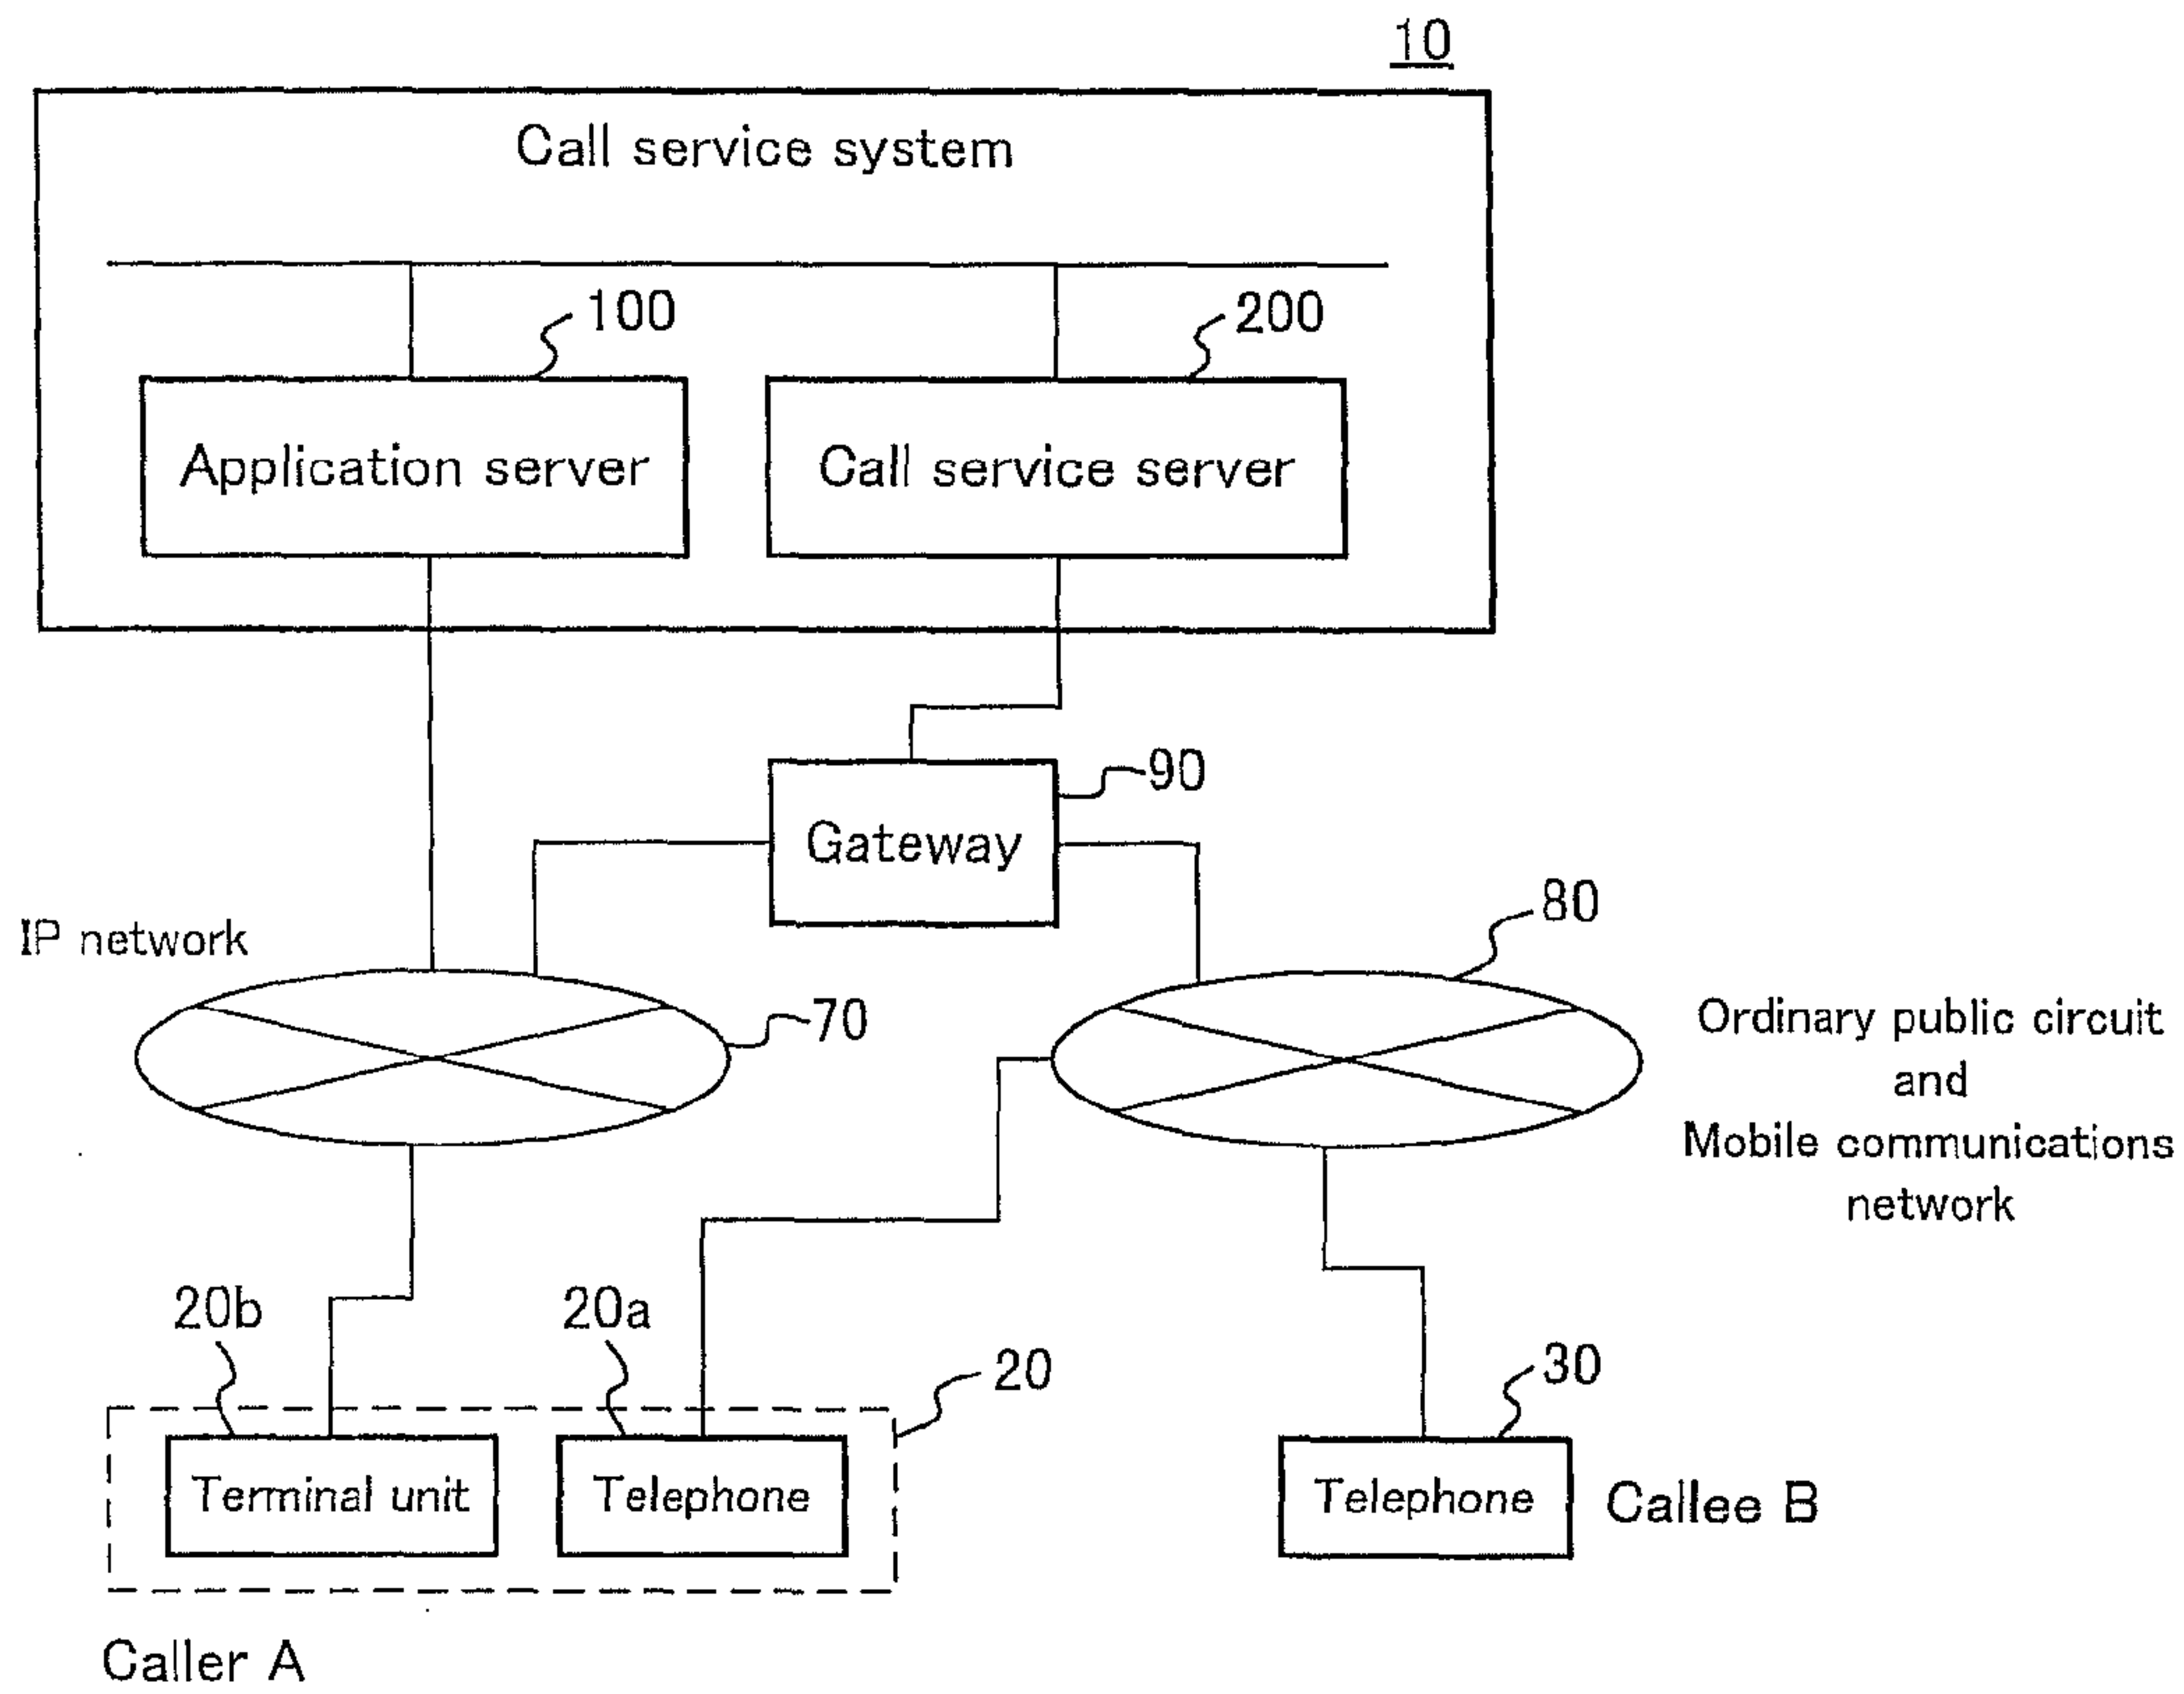 10
Call service system
100
200
Application server
Call service server
90
Gateway
80
IP network
70
Ordinary public circuit
and
Mobile communications
network
20b
20a
20
30
Terminal unit
Telephone
Telephone
Callee B
Caller A